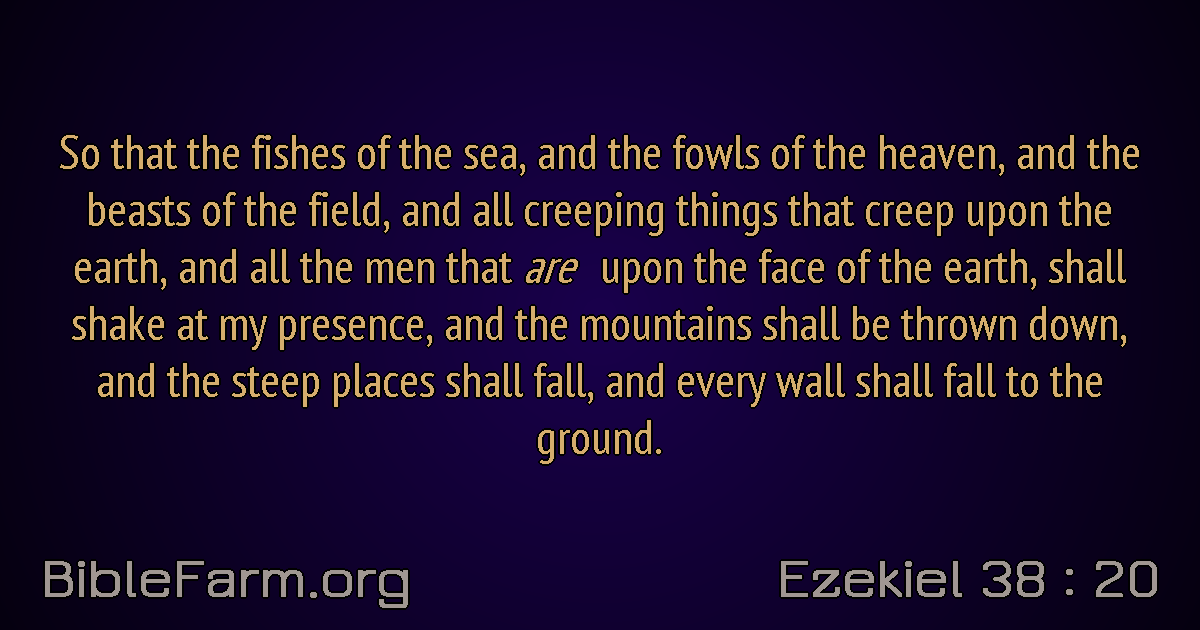 So that the fishes of the sea, and the fowls of the heaven, and the
beasts of the field, and all creeping things that creep upon the
earth, and all the men that are upon the face of the earth, shall
shake at my presence, and the mountains shall be thrown down,
and the steep places shall fall, and every wall shall fall to the
ground.
BibleFarm.org
Ezekiel 38 : 20